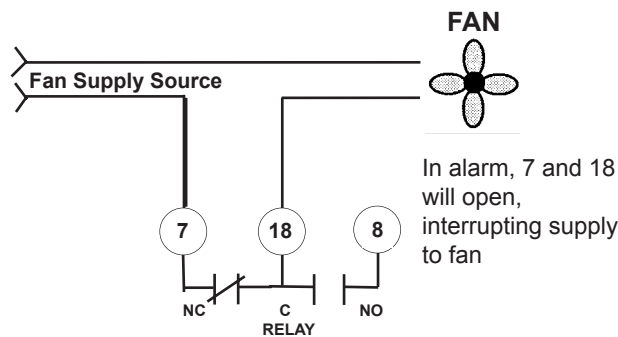 FAN
Fan Supply Source
In alarm, 7 and 18
will open,
interrupting supply
to fan
7
18
8
NC
C
NO
RELAY